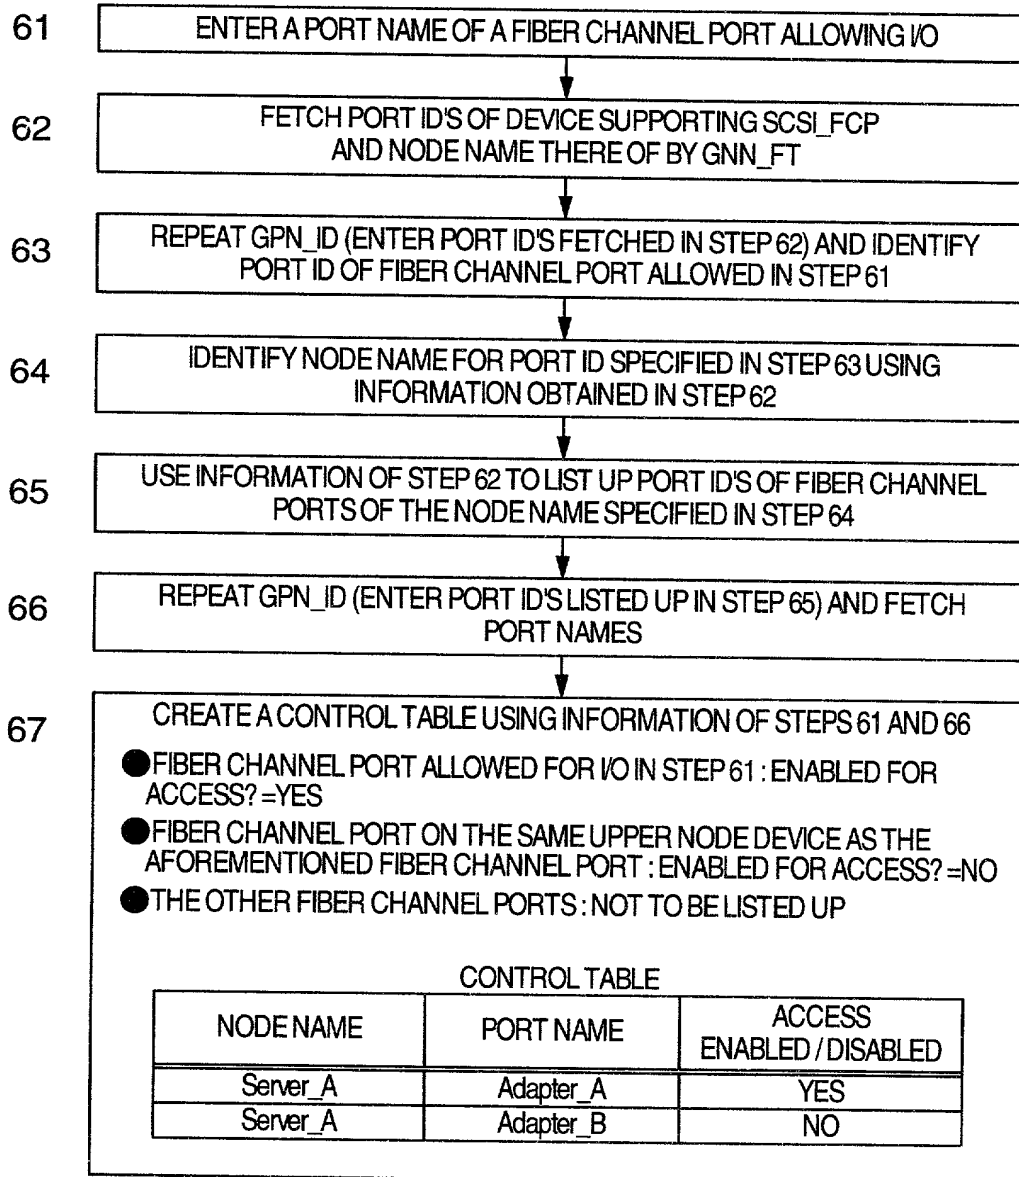 61
ENTER A PORT NAME OF A FIBER CHANNEL PORT ALLOWING I/O
62
FETCH PORT ID'S OF DEVICE SUPPORTING SCSI_FCP
AND NODE NAME THERE OF BY GNN_FT
63
REPEAT GPN_ID (ENTER PORT ID'S FETCHED IN STEP 62) AND IDENTIFY
PORT ID OF FIBER CHANNEL PORT ALLOWED IN STEP 61
64
IDENTIFY NODE NAME FOR PORT ID SPECIFIED IN STEP 63 USING
INFORMATION OBTAINED IN STEP 62
65
USE INFORMATION OF STEP 62 TO LIST UP PORT ID'S OF FIBER CHANNEL
PORTS OF THE NODE NAME SPECIFIED IN STEP 64
66
REPEAT GPN_ID (ENTER PORT ID'S LISTED UP IN STEP 65) AND FETCH
PORT NAMES
67
CREATE A CONTROL TABLE USING INFORMATION OF STEPS 61 AND 66
●FIBER CHANNEL PORT ALLOWED FOR I/O IN STEP 61 : ENABLED FOR
ACCESS? =YES
●FIBER CHANNEL PORT ON THE SAME UPPER NODE DEVICE AS THE
AFOREMENTIONED FIBER CHANNEL PORT : ENABLED FOR ACCESS? =NO
●THE OTHER FIBER CHANNEL PORTS : NOT TO BE LISTED UP
CONTROL TABLE
NODE NAME PORT NAME ACCESS
ENABLED / DISABLED
Server_A Adapter_A YES
Server_A Adapter_B NO